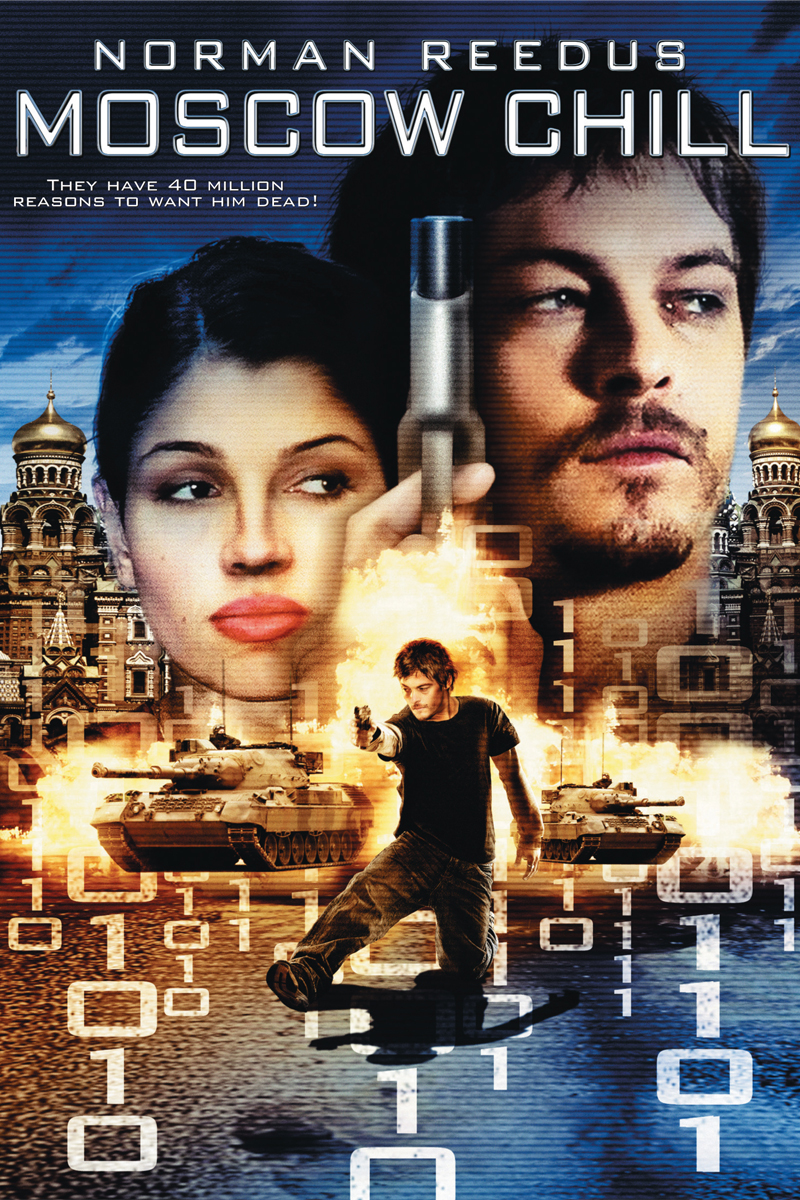 NORMAN REEDUS
MOSCOW CHILL
THEY HAVE 40 MILLION
REASONS TO WANT HIM DEAD!